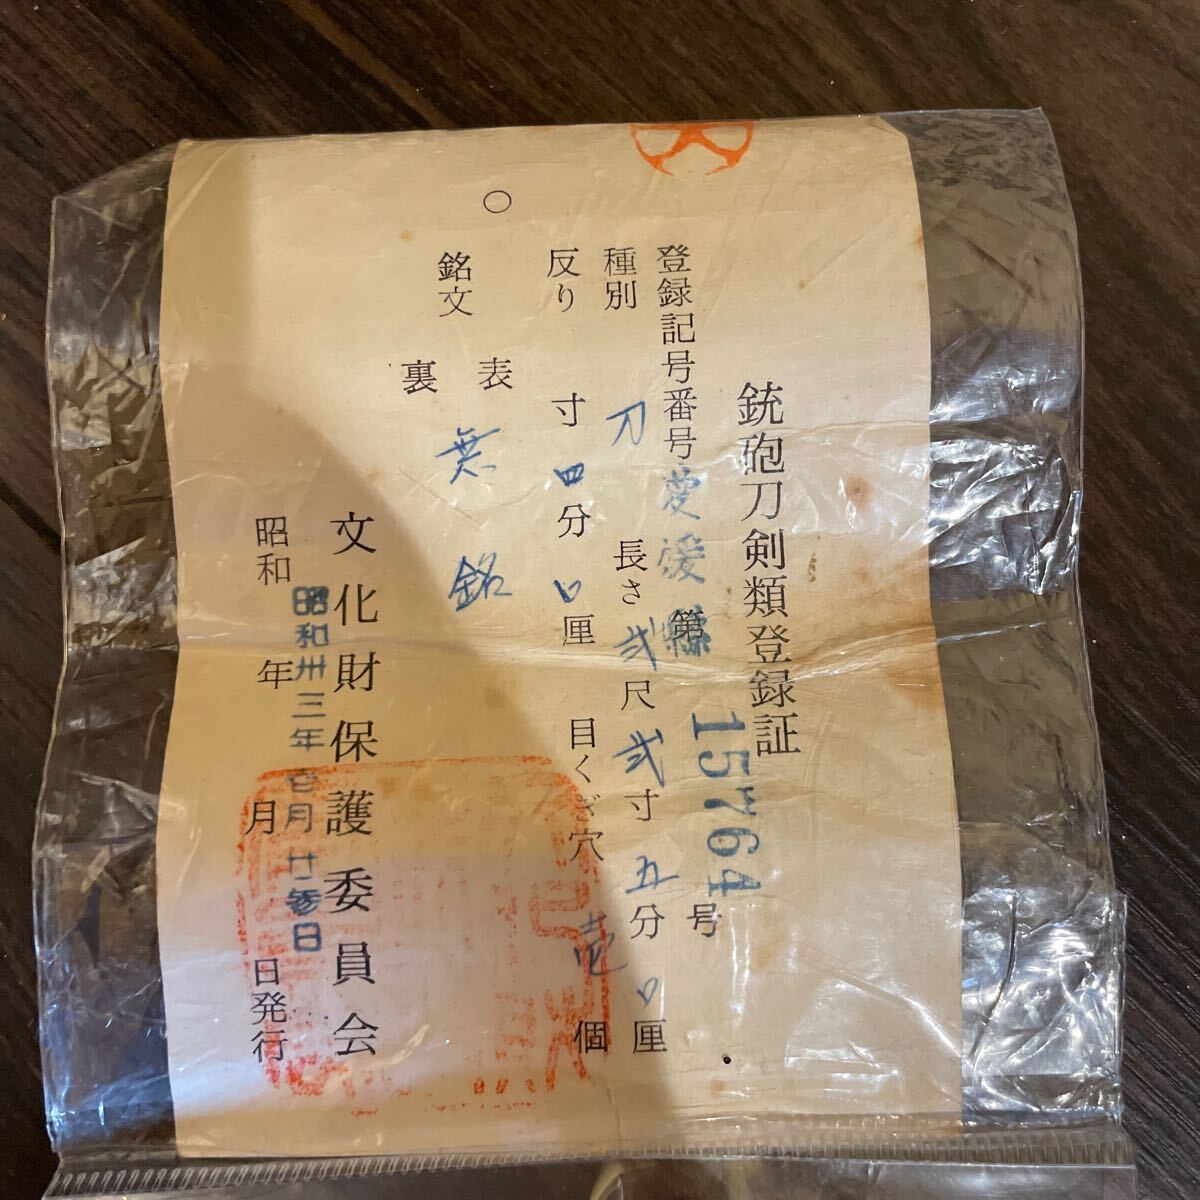 銃砲刀剣類登録証
登録記号番号愛媛縣第15764号
種別 刀 長さ弐尺弐寸五分〇厘
反り 寸四分〇厘 目くぎ穴 壱個
〇
銘文 表 無銘
裏
文化財保護委員会
昭和 年 月 日発行
昭和卅三年壱月廿参日